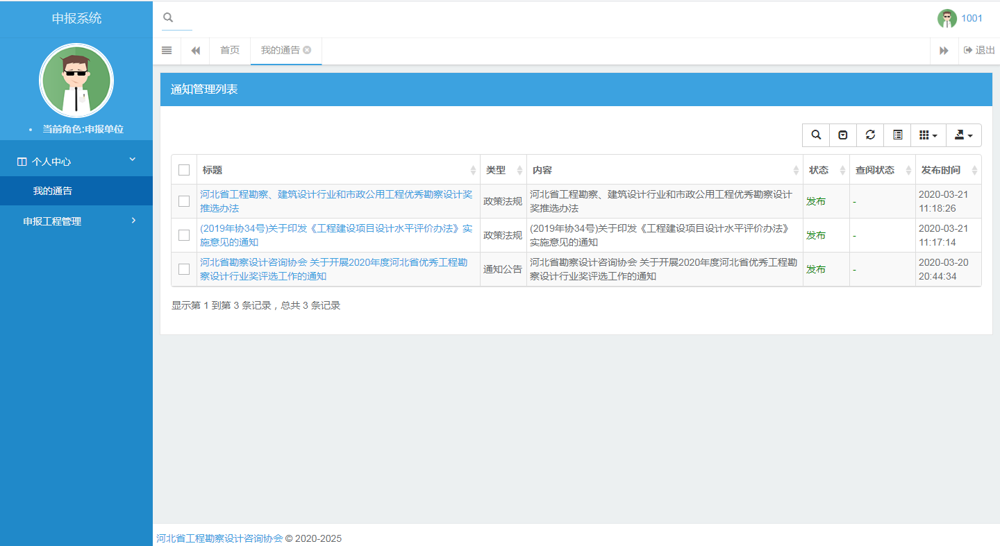 申报系统
1001
首页
我的通告
退出
当前角色:申报单位
个人中心
我的通告
申报工程管理
通知管理列表
标题 类型 内容 状态 查阅状态 发布时间
河北省工程勘察、建筑设计行业和市政公用工程优秀勘察设计奖
推选办法
政策法规
河北省工程勘察、建筑设计行业和市政公用工程优秀勘察设计
奖推选办法
发布
-
2020-03-21
11:18:26
(2019年协34号)关于印发《工程建设项目设计水平评价办法》实
施意见的通知
政策法规
(2019年协34号)关于印发《工程建设项目设计水平评价办法》
实施意见的通知
发布
-
2020-03-21
11:17:14
河北省勘察设计咨询协会 关于开展2020年度河北省优秀工程勘
察设计行业奖评选工作的通知
通知公告
河北省勘察设计咨询协会 关于开展2020年度河北省优秀工程勘
察设计行业奖评选工作的通知
发布
-
2020-03-20
20:44:34
显示第 1 到第 3 条记录，总共 3 条记录
河北省工程勘察设计咨询协会 © 2020-2025